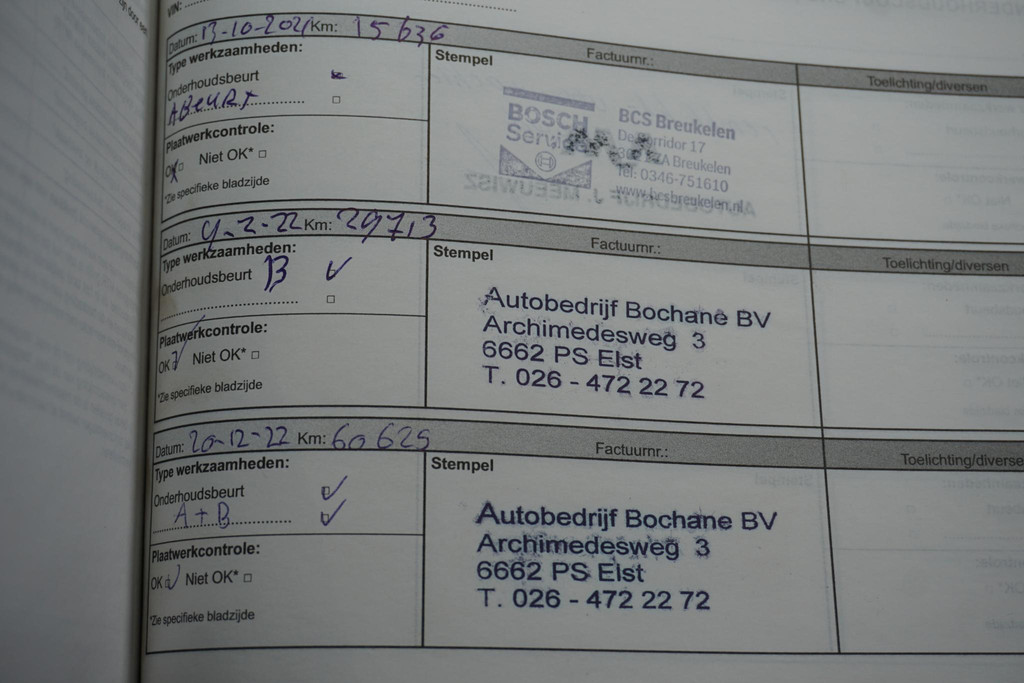 VIN:
Datum: 13-10-2021 Km: 15636
Type werkzaamheden:
Onderhoudsbeurt
ABEURT
Plaatwerkcontrole:
OK Niet OK*
*Zie specifieke bladzijde
Stempel
Factuurnr.:
Toelichting/diversen
BOSCH
Service
BCS Breukelen
De Corridor 17
A Breukelen
Tel: 0346-751610
www.bcsbreukelen.nl
Datum: 9-2-22 Km: 29713
Type werkzaamheden:
Onderhoudsbeurt B
Plaatwerkcontrole:
OK Niet OK*
*Zie specifieke bladzijde
Stempel
Factuurnr.:
Toelichting/diversen
Autobedrijf Bochane BV
Archimedesweg 3
6662 PS Elst
T. 026 - 472 22 72
Datum: 20-12-22 Km: 60625
Type werkzaamheden:
Onderhoudsbeurt
A+B
Plaatwerkcontrole:
OK Niet OK*
*Zie specifieke bladzijde
Stempel
Factuurnr.:
Toelichting/diverse
Autobedrijf Bochane BV
Archimedesweg 3
6662 PS Elst
T. 026 - 472 22 72